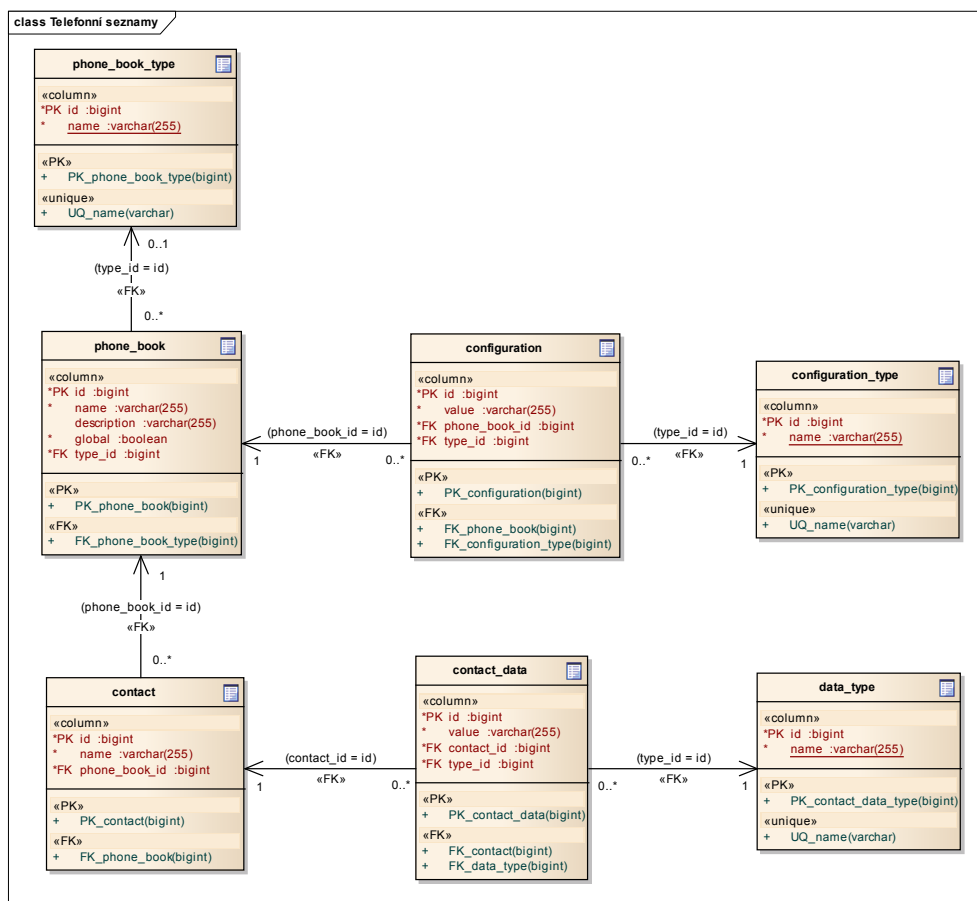 class Telefonní seznamy
phone_book_type
«column»
*PK id :bigint
* name :varchar(255)
«PK»
+ PK_phone_book_type(bigint)
«unique»
+ UQ_name(varchar)
0..1
(type_id = id)
«FK»
0..*
phone_book
«column»
*PK id :bigint
* name :varchar(255)
description :varchar(255)
* global :boolean
*FK type_id :bigint
«PK»
+ PK_phone_book(bigint)
«FK»
+ FK_phone_book_type(bigint)
(phone_book_id = id)
1
«FK»
0..*
configuration
«column»
*PK id :bigint
* value :varchar(255)
*FK phone_book_id :bigint
*FK type_id :bigint
«PK»
+ PK_configuration(bigint)
«FK»
+ FK_phone_book(bigint)
+ FK_configuration_type(bigint)
(type_id = id)
0..*
«FK»
1
configuration_type
«column»
*PK id :bigint
* name :varchar(255)
«PK»
+ PK_configuration_type(bigint)
«unique»
+ UQ_name(varchar)
1
(phone_book_id = id)
«FK»
0..*
contact
«column»
*PK id :bigint
* name :varchar(255)
*FK phone_book_id :bigint
«PK»
+ PK_contact(bigint)
«FK»
+ FK_phone_book(bigint)
(contact_id = id)
1
«FK»
0..*
contact_data
«column»
*PK id :bigint
* value :varchar(255)
*FK contact_id :bigint
*FK type_id :bigint
«PK»
+ PK_contact_data(bigint)
«FK»
+ FK_contact(bigint)
+ FK_data_type(bigint)
(type_id = id)
0..*
«FK»
1
data_type
«column»
*PK id :bigint
* name :varchar(255)
«PK»
+ PK_contact_data_type(bigint)
«unique»
+ UQ_name(varchar)